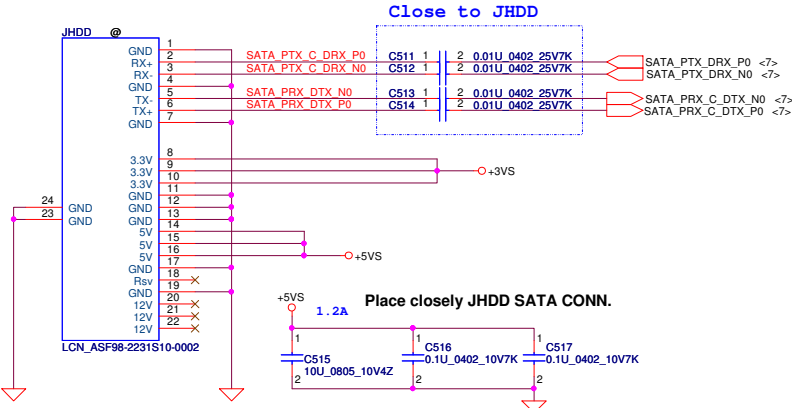 Close to JHDD
JHDD @
GND 1
RX+ 2 SATA_PTX_C_DRX_P0 C511 1 2 0.01U_0402_25V7K SATA_PTX_DRX_P0 <7>
RX- 3 SATA_PTX_C_DRX_N0 C512 1 2 0.01U_0402_25V7K SATA_PTX_DRX_N0 <7>
GND 4
TX- 5 SATA_PRX_DTX_N0 C513 1 2 0.01U_0402_25V7K SATA_PRX_C_DTX_N0 <7>
TX+ 6 SATA_PRX_DTX_P0 C514 1 2 0.01U_0402_25V7K SATA_PRX_C_DTX_P0 <7>
GND 7
3.3V 8
3.3V 9 +3VS
3.3V 10
GND 11
24 GND GND 12
23 GND GND 13
5V 14
5V 15
5V 16 +5VS
GND 17
Rsv 18
GND 19
12V 20
12V 21
12V 22
LCN_ASF98-2231S10-0002
+5VS 1.2A Place closely JHDD SATA CONN.
1 1 1
C515 C516 C517
10U_0805_10V4Z 0.1U_0402_10V7K 0.1U_0402_10V7K
2 2 2